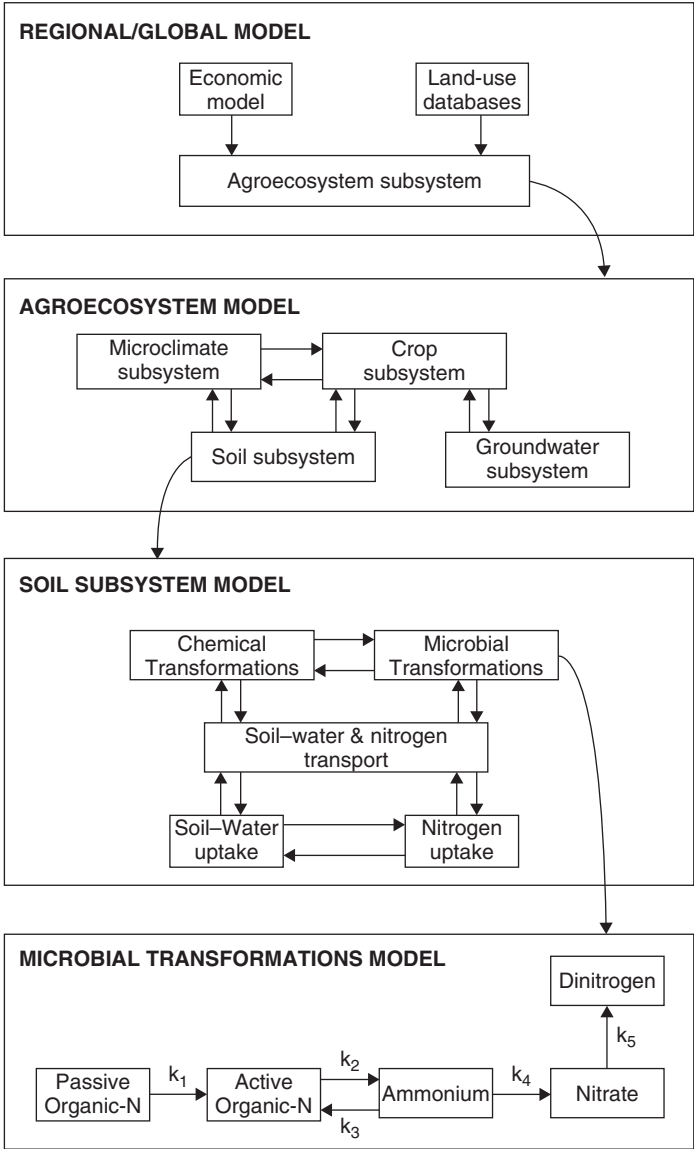 REGIONAL/GLOBAL MODEL
Economic
model
Land-use
databases
Agroecosystem subsystem
AGROECOSYSTEM MODEL
Microclimate
subsystem
Crop
subsystem
Soil subsystem
Groundwater
subsystem
SOIL SUBSYSTEM MODEL
Chemical
Transformations
Microbial
Transformations
Soil–water & nitrogen
transport
Soil–Water
uptake
Nitrogen
uptake
MICROBIAL TRANSFORMATIONS MODEL
Dinitrogen
k5
Passive
Organic-N
k1
Active
Organic-N
k2
k3
Ammonium
k4
Nitrate